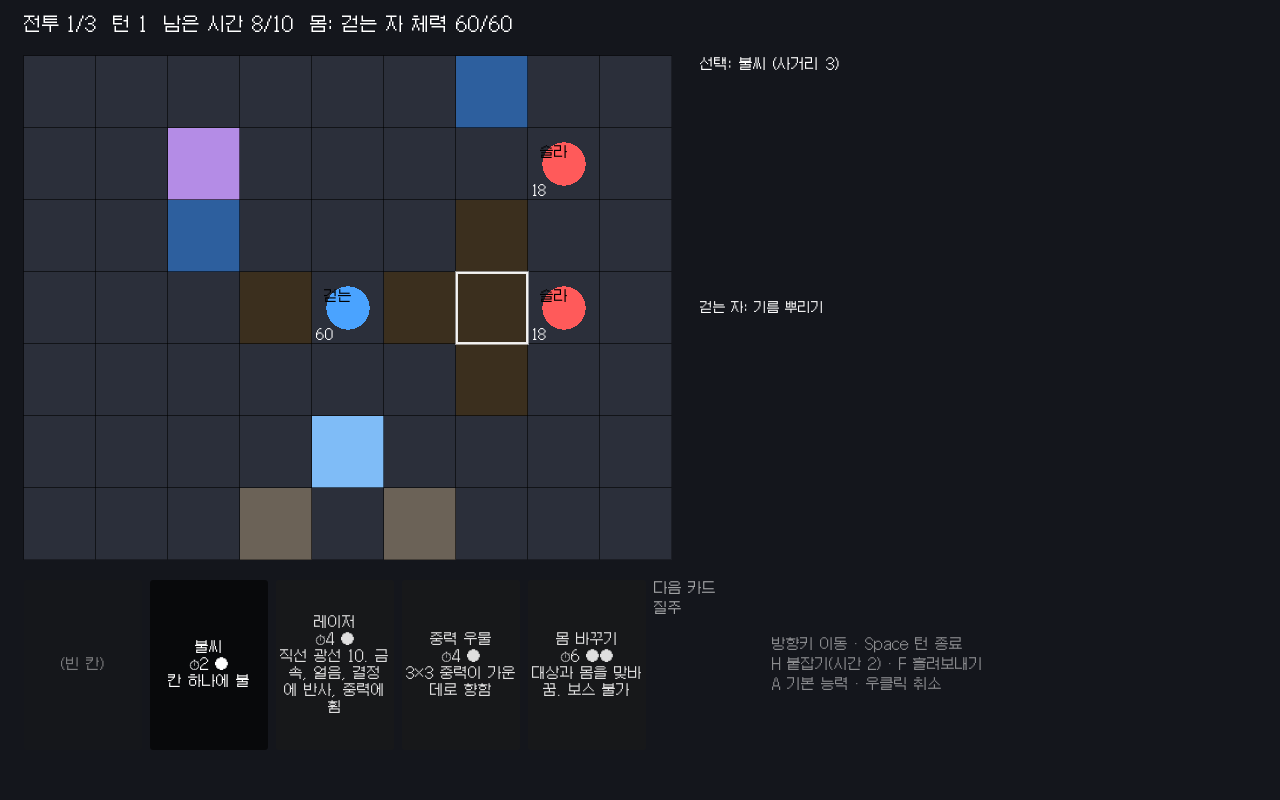 전투 1/3 턴 1 남은 시간 8/10 몸: 걷는 자 체력 60/60
선택: 불씨 (사거리 3)
술라
18
걷는
60
술라
18
걷는 자: 기름 뿌리기
(빈 칸)
불씨
⏱2 ●
칸 하나에 불
레이저
⏱4 ●
직선 광선 10. 금
속, 얼음, 결정
에 반사, 중력에
휨
중력 우물
⏱4 ●
3×3 중력이 가운
데로 향함
몸 바꾸기
⏱6 ●●
대상과 몸을 맞바
꿈. 보스 불가
다음 카드
질주
방향키 이동 · Space 턴 종료
H 붙잡기(시간 2) · F 흘려보내기
A 기본 능력 · 우클릭 취소